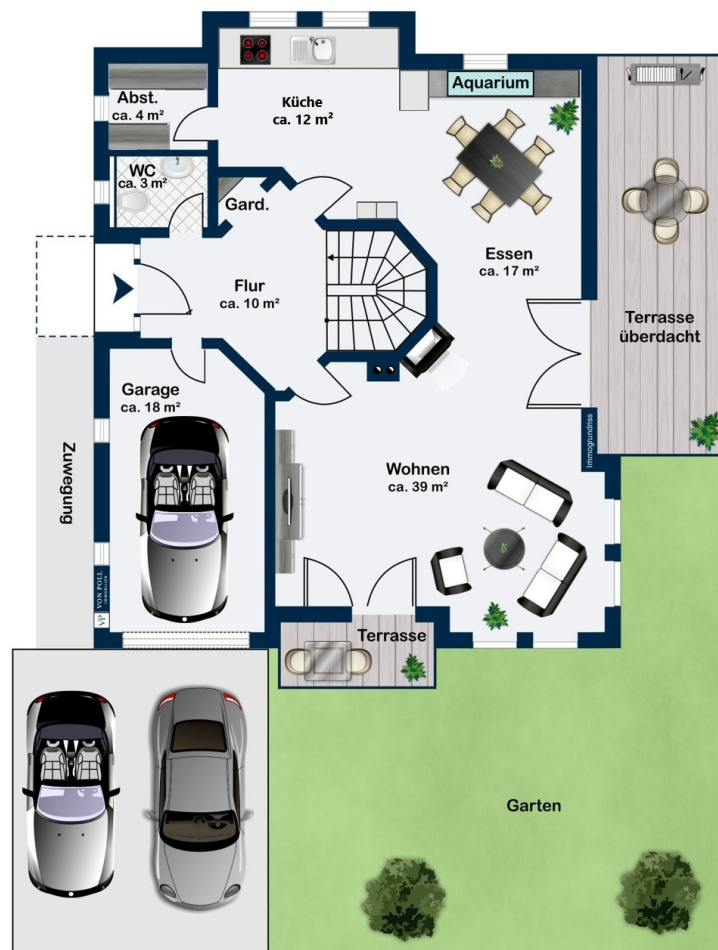 Aquarium
Abst.
ca. 4 m²
Küche
ca. 12 m²
WC
ca. 3 m²
Gard.
Essen
ca. 17 m²
Flur
ca. 10 m²
Terrasse
überdacht
Garage
ca. 18 m²
Immogrundriss
Wohnen
ca. 39 m²
Zuwegung
VP VON POLL
IMMOBILIEN
Terrasse
Garten